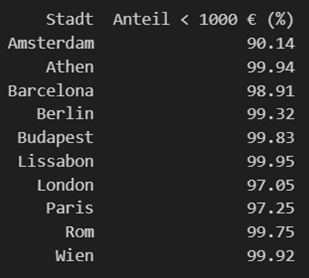 Stadt Anteil < 1000 € (%)
Amsterdam 90.14
Athen 99.94
Barcelona 98.91
Berlin 99.32
Budapest 99.83
Lissabon 99.95
London 97.05
Paris 97.25
Rom 99.75
Wien 99.92